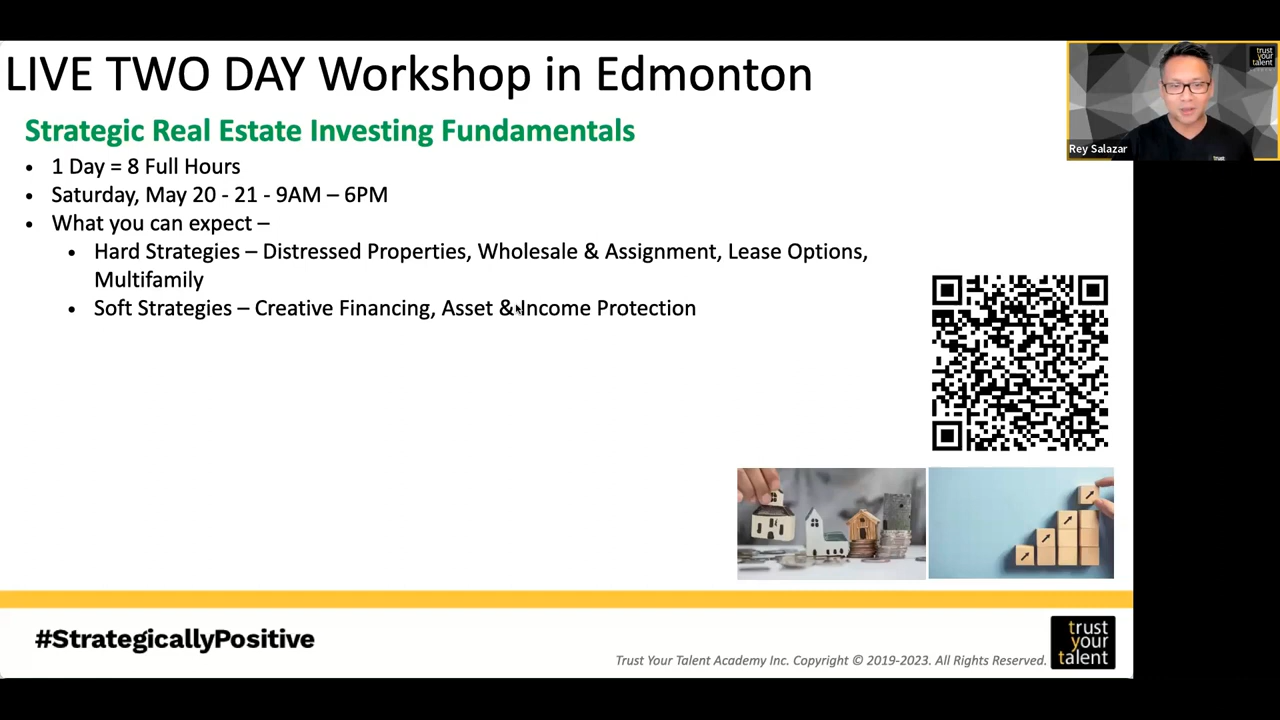 LIVE TWO DAY Workshop in Edmonton
Strategic Real Estate Investing Fundamentals
• 1 Day = 8 Full Hours
• Saturday, May 20 - 21 - 9AM – 6PM
• What you can expect –
• Hard Strategies – Distressed Properties, Wholesale & Assignment, Lease Options,
Multifamily
• Soft Strategies – Creative Financing, Asset & Income Protection
trust
your
talent
Rey Salazar
#StrategicallyPositive
Trust Your Talent Academy Inc. Copyright © 2019-2023. All Rights Reserved.
trust
your
talent